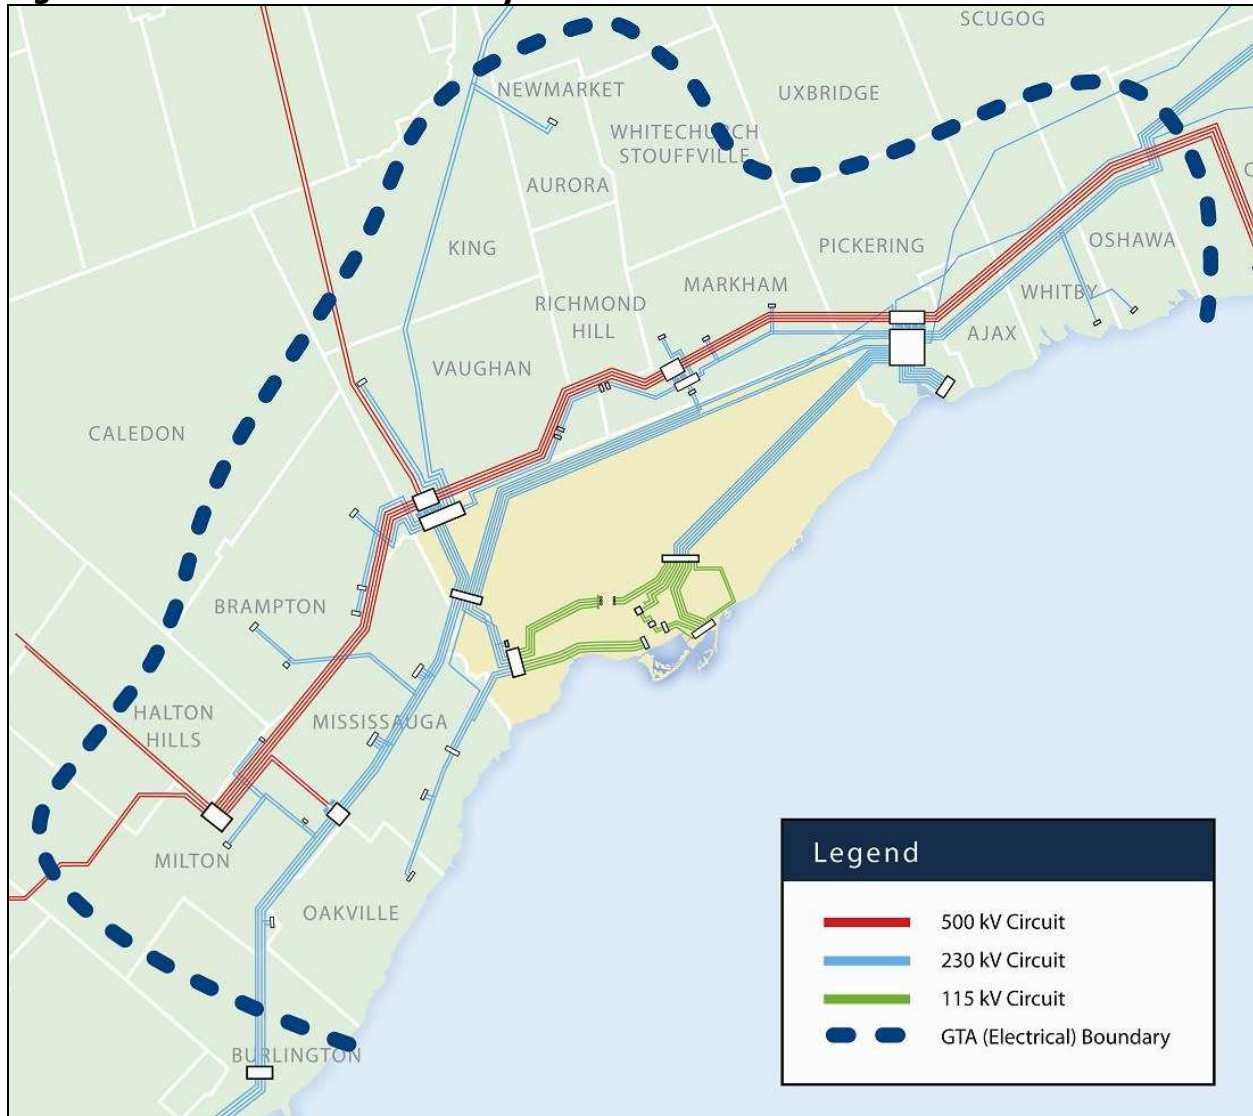 SCUGOG
NEWMARKET
UXBRIDGE
WHITECHURCH
STOUFFVILLE
AURORA
KING
PICKERING
OSHAWA
MARKHAM
WHITBY
RICHMOND
HILL
AJAX
VAUGHAN
CALEDON
BRAMPTON
HALTON
HILLS
MISSISSAUGA
MILTON
OAKVILLE
BURLINGTON
Legend
500 kV Circuit
230 kV Circuit
115 kV Circuit
GTA (Electrical) Boundary